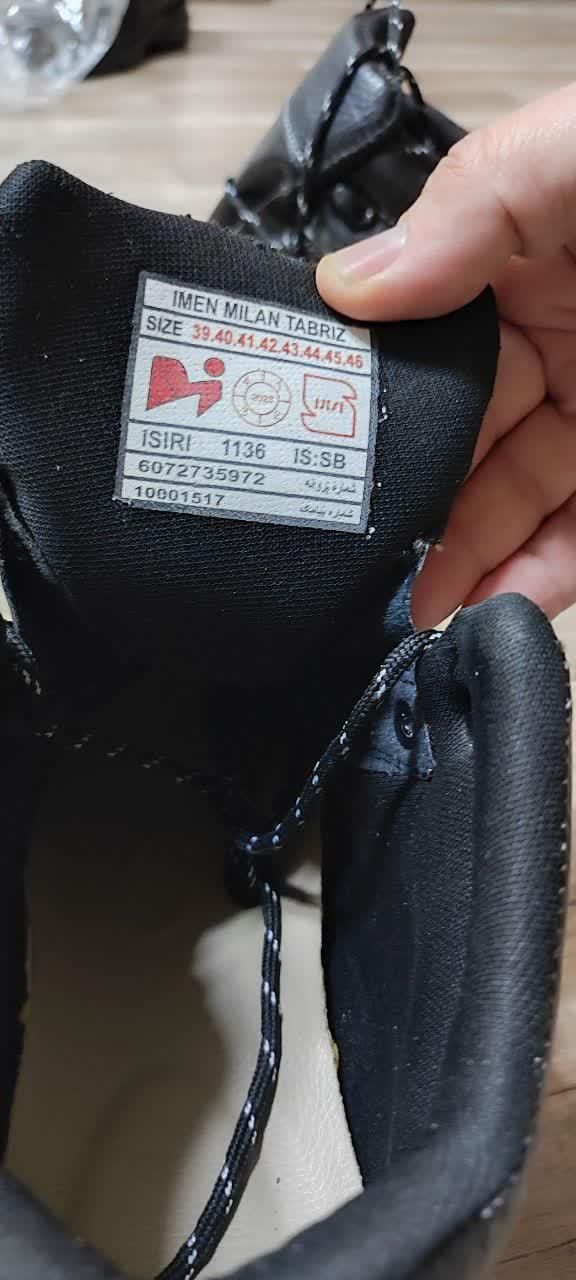 IMEN MILAN TABRIZ
SIZE 39.40.41.42.43.44.45.46
ISIRI 1136 IS:SB
6072735972 شماره پروانه
10001517 شماره پیامک